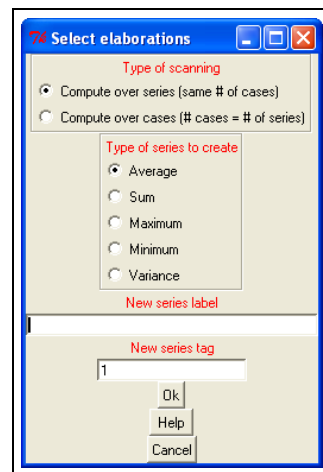 Select elaborations
Type of scanning
Compute over series (same # of cases)
Compute over cases (# cases = # of series)
Type of series to create
Average
Sum
Maximum
Minimum
Variance
New series label
New series tag
1
Ok
Help
Cancel